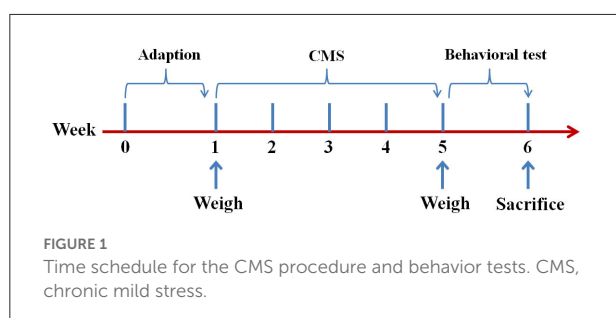 Adaption CMS Behavioral test
Week
0 1 2 3 4 5 6
Weigh Weigh Sacrifice
FIGURE 1
Time schedule for the CMS procedure and behavior tests. CMS,
chronic mild stress.